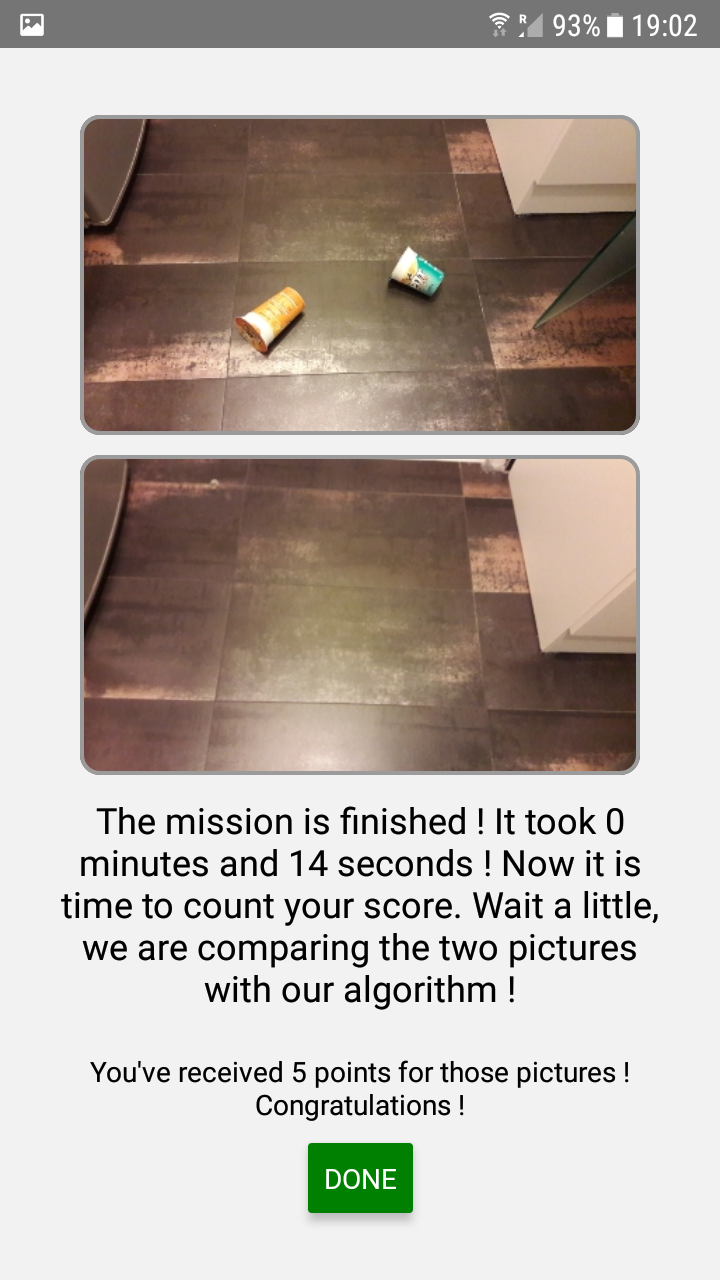 R 93% 19:02
The mission is finished ! It took 0
minutes and 14 seconds ! Now it is
time to count your score. Wait a little,
we are comparing the two pictures
with our algorithm !
You've received 5 points for those pictures !
Congratulations !
DONE